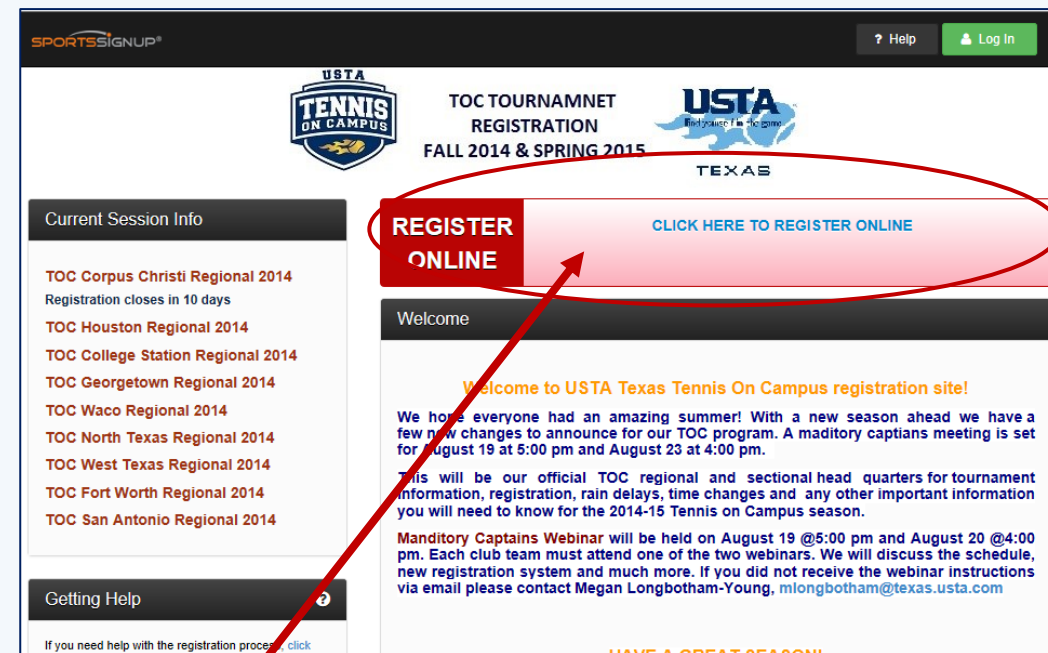 SPORTSSIGNUP®
? Help
Log In
USTA
TENNIS
ON CAMPUS
TOC TOURNAMNET
REGISTRATION
FALL 2014 & SPRING 2015
USTA
find yourself in the game
TEXAS
Current Session Info
TOC Corpus Christi Regional 2014
Registration closes in 10 days
TOC Houston Regional 2014
TOC College Station Regional 2014
TOC Georgetown Regional 2014
TOC Waco Regional 2014
TOC North Texas Regional 2014
TOC West Texas Regional 2014
TOC Fort Worth Regional 2014
TOC San Antonio Regional 2014
Getting Help
If you need help with the registration process, click
REGISTER
ONLINE
CLICK HERE TO REGISTER ONLINE
Welcome
Welcome to USTA Texas Tennis On Campus registration site!
We hope everyone had an amazing summer! With a new season ahead we have a
few new changes to announce for our TOC program. A maditory captians meeting is set
for August 19 at 5:00 pm and August 23 at 4:00 pm.
This will be our official TOC regional and sectional head quarters for tournament
information, registration, rain delays, time changes and any other important information
you will need to know for the 2014-15 Tennis on Campus season.
Manditory Captains Webinar will be held on August 19 @5:00 pm and August 20 @4:00
pm. Each club team must attend one of the two webinars. We will discuss the schedule,
new registration system and much more. If you did not receive the webinar instructions
via email please contact Megan Longbotham-Young, mlongbotham@texas.usta.com
HAVE A GREAT SEASON!